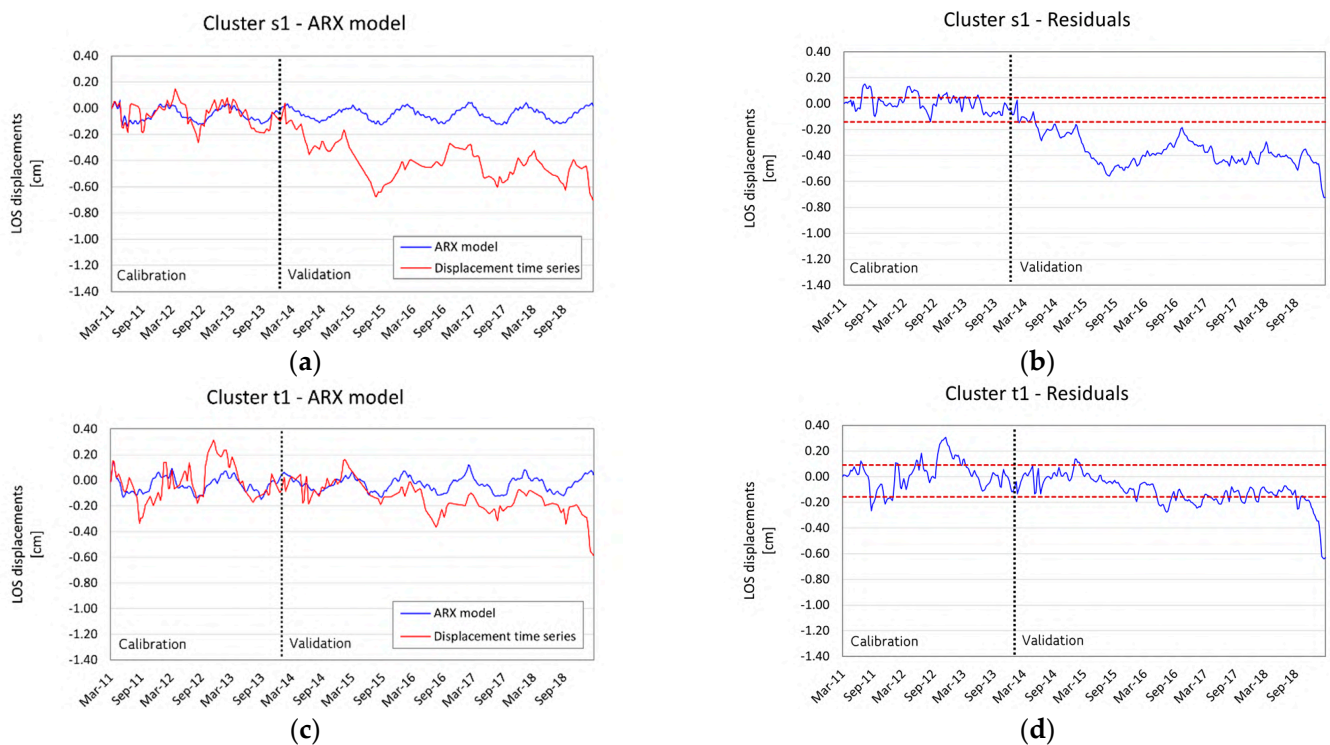 Cluster s1 - ARX model
LOS displacements
[cm]
0.40
0.20
0.00
-0.20
-0.40
-0.60
-0.80
-1.00
-1.20
-1.40
ARX model
Displacement time series
Calibration
Validation
Mar-11
Sep-11
Mar-12
Sep-12
Mar-13
Sep-13
Mar-14
Sep-14
Mar-15
Sep-15
Mar-16
Sep-16
Mar-17
Sep-17
Mar-18
Sep-18
(a)
Cluster s1 - Residuals
LOS displacements
[cm]
0.40
0.20
0.00
-0.20
-0.40
-0.60
-0.80
-1.00
-1.20
-1.40
Calibration
Validation
Mar-11
Sep-11
Mar-12
Sep-12
Mar-13
Sep-13
Mar-14
Sep-14
Mar-15
Sep-15
Mar-16
Sep-16
Mar-17
Sep-17
Mar-18
Sep-18
(b)
Cluster t1 - ARX model
LOS displacements
[cm]
0.40
0.20
0.00
-0.20
-0.40
-0.60
-0.80
-1.00
-1.20
-1.40
ARX model
Displacement time series
Calibration
Validation
Mar-11
Sep-11
Mar-12
Sep-12
Mar-13
Sep-13
Mar-14
Sep-14
Mar-15
Sep-15
Mar-16
Sep-16
Mar-17
Sep-17
Mar-18
Sep-18
(c)
Cluster t1 - Residuals
LOS displacements
[cm]
0.40
0.20
0.00
-0.20
-0.40
-0.60
-0.80
-1.00
-1.20
-1.40
Calibration
Validation
Mar-11
Sep-11
Mar-12
Sep-12
Mar-13
Sep-13
Mar-14
Sep-14
Mar-15
Sep-15
Mar-16
Sep-16
Mar-17
Sep-17
Mar-18
Sep-18
(d)